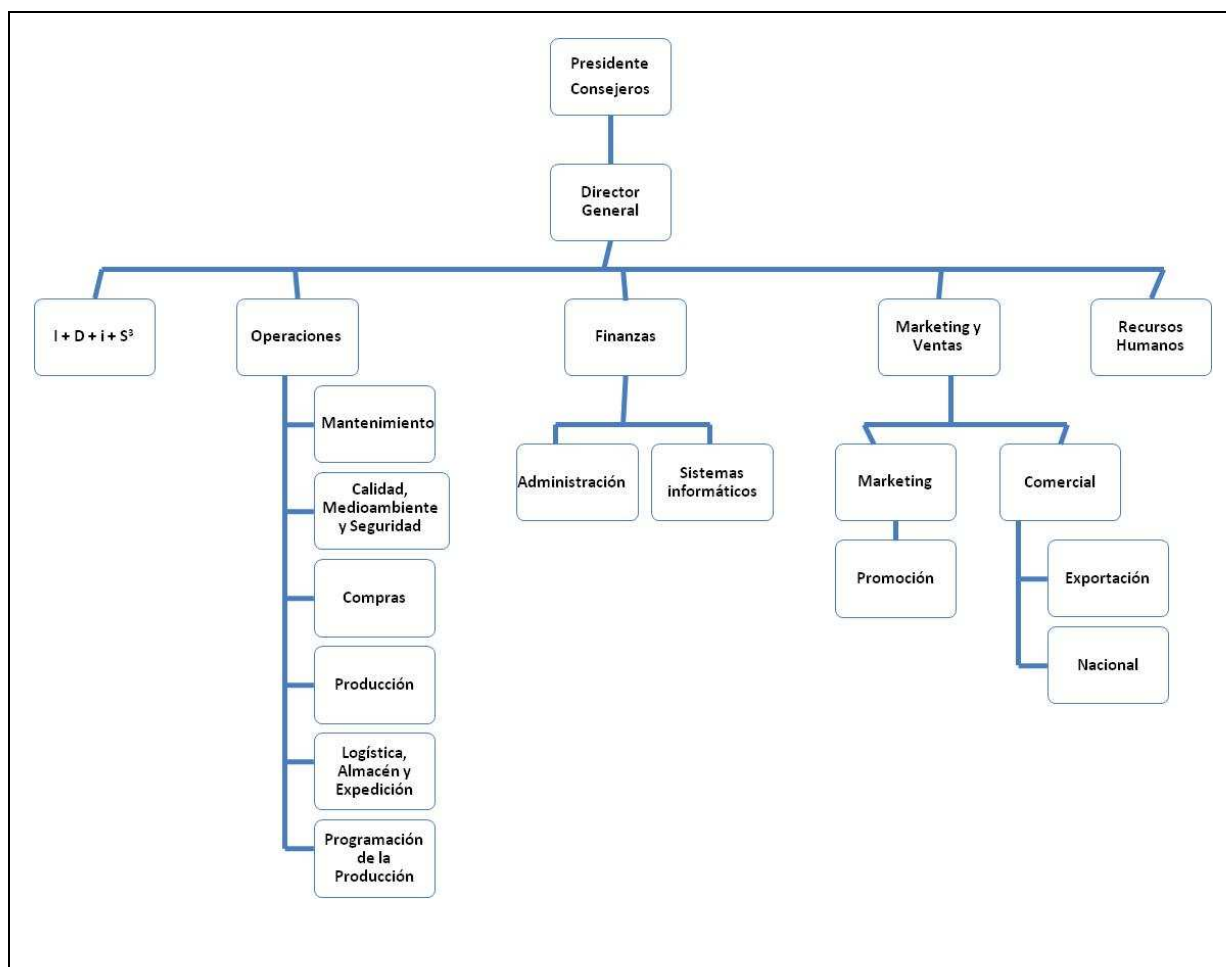 Presidente
Consejeros
Director
General
I + D + i + S³
Operaciones
Finanzas
Marketing y
Ventas
Recursos
Humanos
Mantenimiento
Calidad,
Medioambiente
y Seguridad
Compras
Producción
Logística,
Almacén y
Expedición
Programación
de la
Producción
Administración
Sistemas
informáticos
Marketing
Promoción
Comercial
Exportación
Nacional